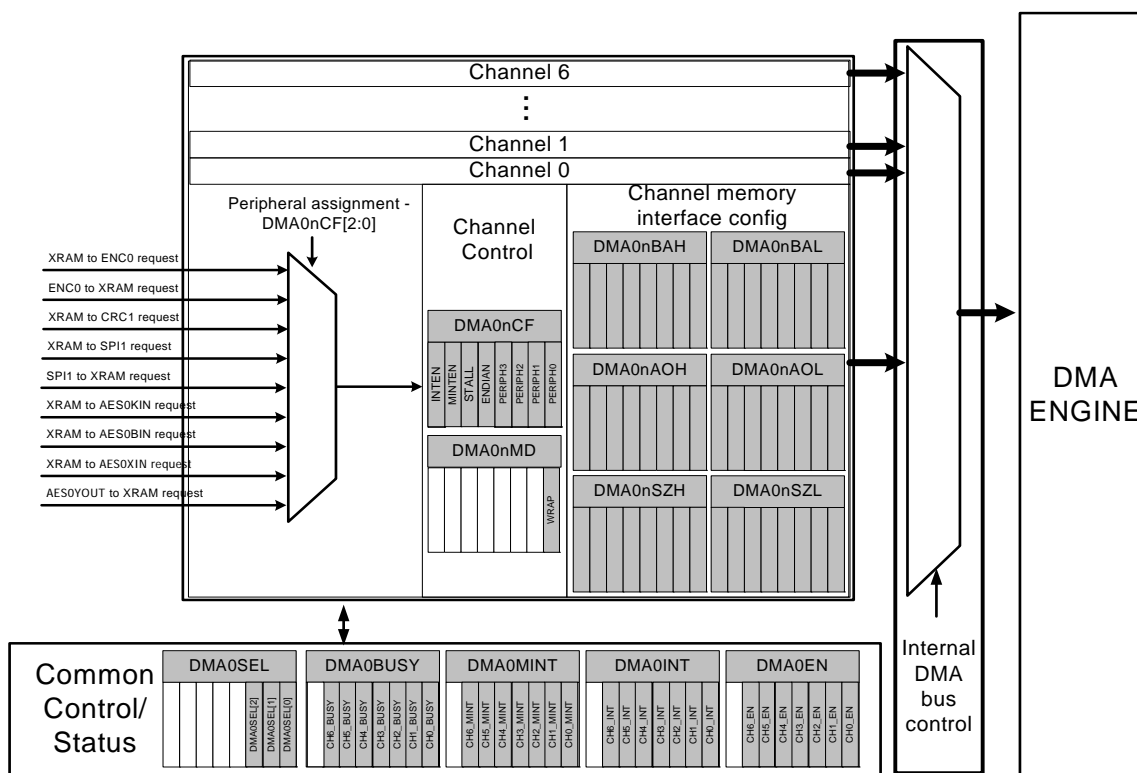 Channel 6
Channel 1
Channel 0
Peripheral assignment -
DMA0nCF[2:0]
XRAM to ENC0 request
ENC0 to XRAM request
XRAM to CRC1 request
XRAM to SPI1 request
SPI1 to XRAM request
XRAM to AES0KIN request
XRAM to AES0BIN request
XRAM to AES0XIN request
AES0YOUT to XRAM request
Channel
Control
DMA0nCF
INTEN
MINTEN
STALL
ENDIAN
PERIPH3
PERIPH2
PERIPH1
PERIPH0
DMA0nMD
WRAP
Channel memory
interface config
DMA0nBAH
DMA0nBAL
DMA0nAOH
DMA0nAOL
DMA0nSZH
DMA0nSZL
DMA
ENGINE
Internal
DMA
bus
control
Common
Control/
Status
DMA0SEL
DMA0SEL[2]
DMA0SEL[1]
DMA0SEL[0]
DMA0BUSY
CH6_BUSY
CH5_BUSY
CH4_BUSY
CH3_BUSY
CH2_BUSY
CH1_BUSY
CH0_BUSY
DMA0MINT
CH6_MINT
CH5_MINT
CH4_MINT
CH3_MINT
CH2_MINT
CH1_MINT
CH0_MINT
DMA0INT
CH6_INT
CH5_INT
CH4_INT
CH3_INT
CH2_INT
CH1_INT
CH0_INT
DMA0EN
CH6_EN
CH5_EN
CH4_EN
CH3_EN
CH2_EN
CH1_EN
CH0_EN